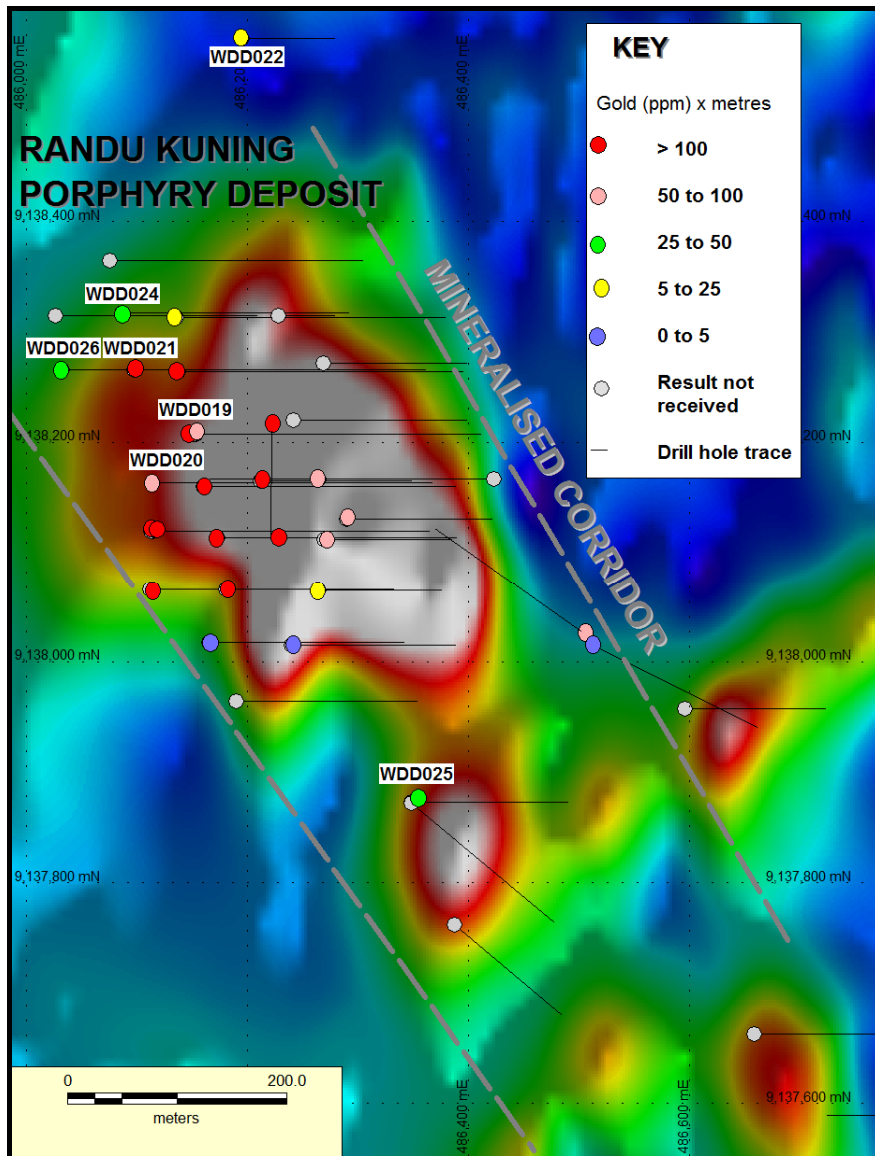 486,000 mE
486,200
486,400 mE
WDD022
KEY
Gold (ppm) x metres
> 100
50 to 100
25 to 50
5 to 25
0 to 5
Result not
received
Drill hole trace
RANDU KUNING
PORPHYRY DEPOSIT
9,138,400 mN
400 mN
WDD024
WDD026
WDD021
WDD019
WDD020
9,138,200 mN
200 mN
MINERALISED CORRIDOR
9,138,000 mN
9,138,000 mN
WDD025
9,137,800 mN
9,137,800 mN
0
200.0
meters
9,137,600 mN
486,400 mE
486,600 mE